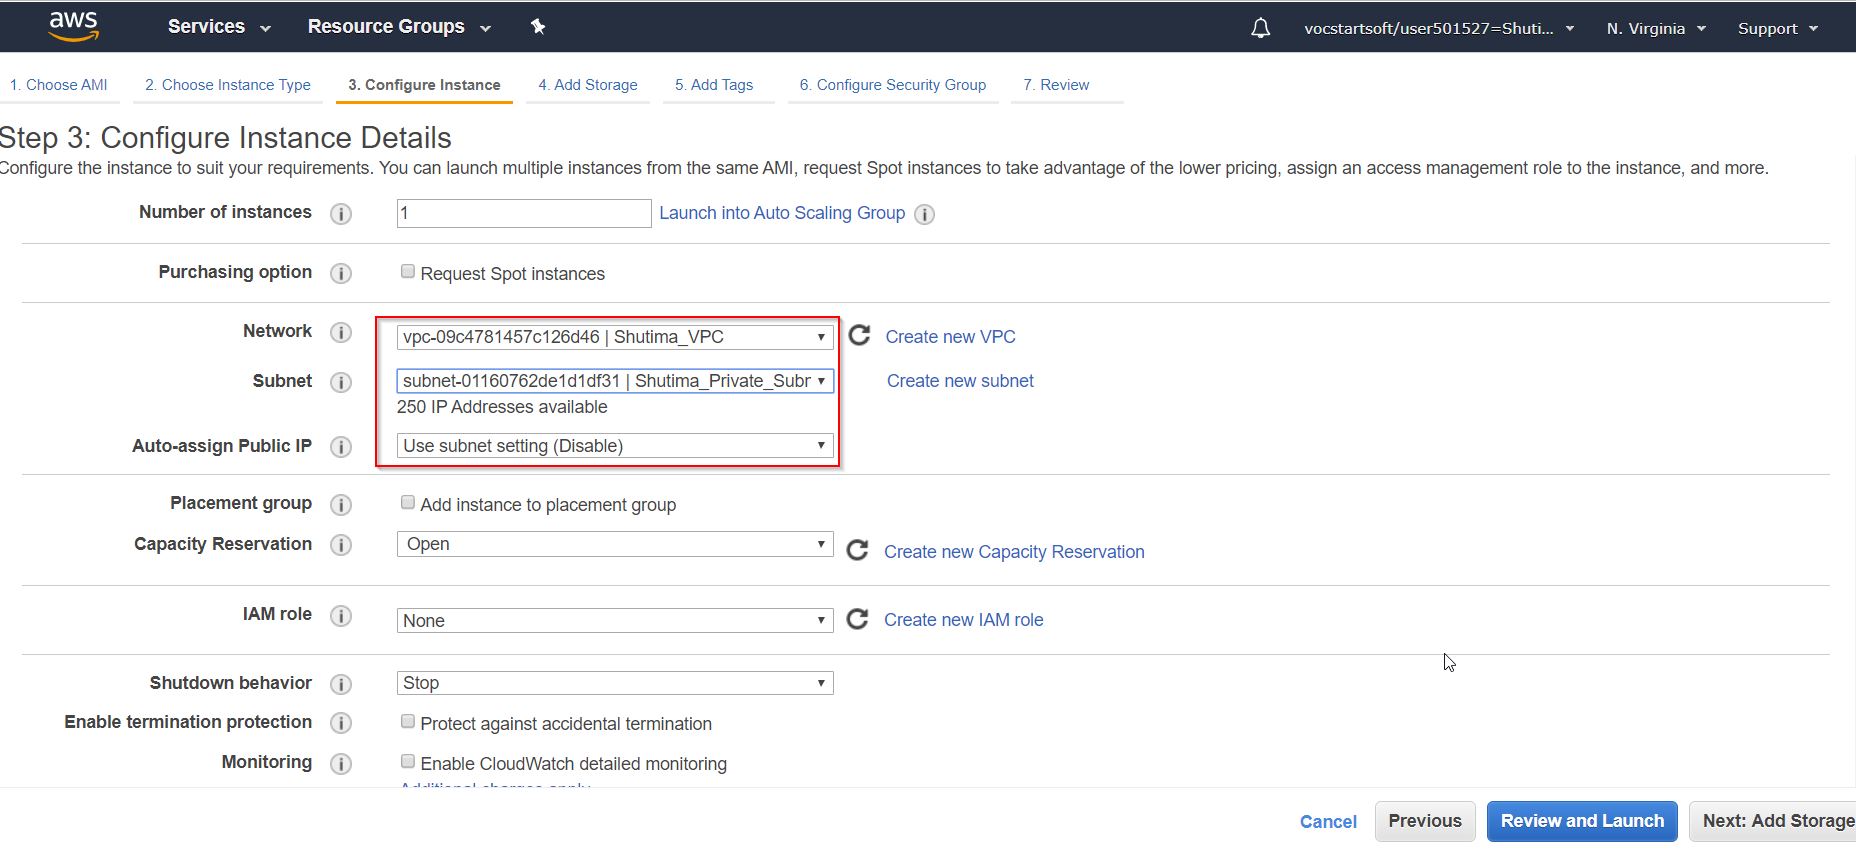 aws Services Resource Groups vocstartsoft/user501527=Shuti... N. Virginia Support
1. Choose AMI 2. Choose Instance Type 3. Configure Instance 4. Add Storage 5. Add Tags 6. Configure Security Group 7. Review
Step 3: Configure Instance Details
Configure the instance to suit your requirements. You can launch multiple instances from the same AMI, request Spot instances to take advantage of the lower pricing, assign an access management role to the instance, and more.
Number of instances 1 Launch into Auto Scaling Group
Purchasing option Request Spot instances
Network vpc-09c4781457c126d46 | Shutima_VPC Create new VPC
Subnet subnet-01160762de1d1df31 | Shutima_Private_Subr Create new subnet
250 IP Addresses available
Auto-assign Public IP Use subnet setting (Disable)
Placement group Add instance to placement group
Capacity Reservation Open Create new Capacity Reservation
IAM role None Create new IAM role
Shutdown behavior Stop
Enable termination protection Protect against accidental termination
Monitoring Enable CloudWatch detailed monitoring
Additional charges apply
Cancel Previous Review and Launch Next: Add Storage